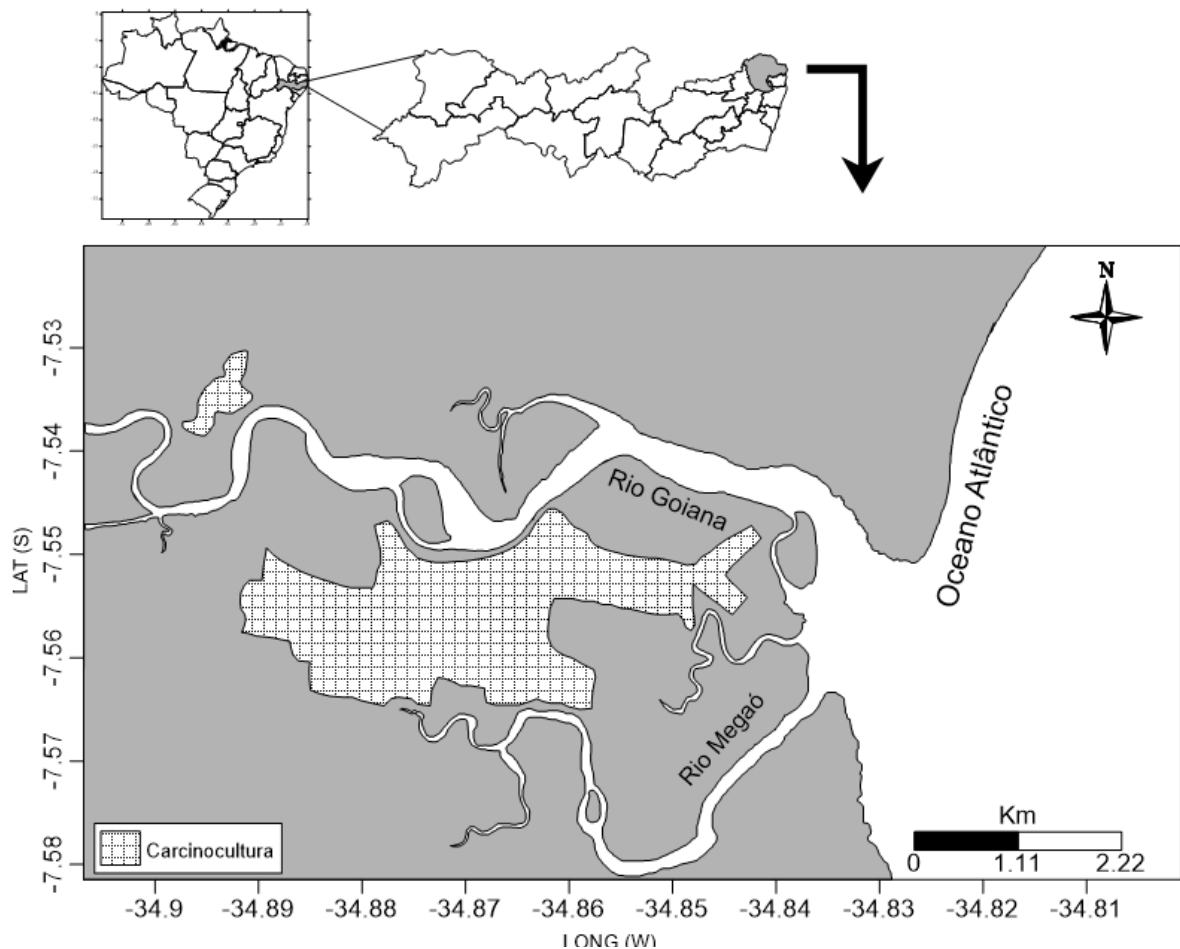 N
-7.53
-7.54
-7.55
-7.56
-7.57
-7.58
LAT (S)
Rio Goiana
Oceano Atlântico
Rio Megaó
Carcinocultura
Km
0 1.11 2.22
-34.9 -34.89 -34.88 -34.87 -34.86 -34.85 -34.84 -34.83 -34.82 -34.81
LONG (W)